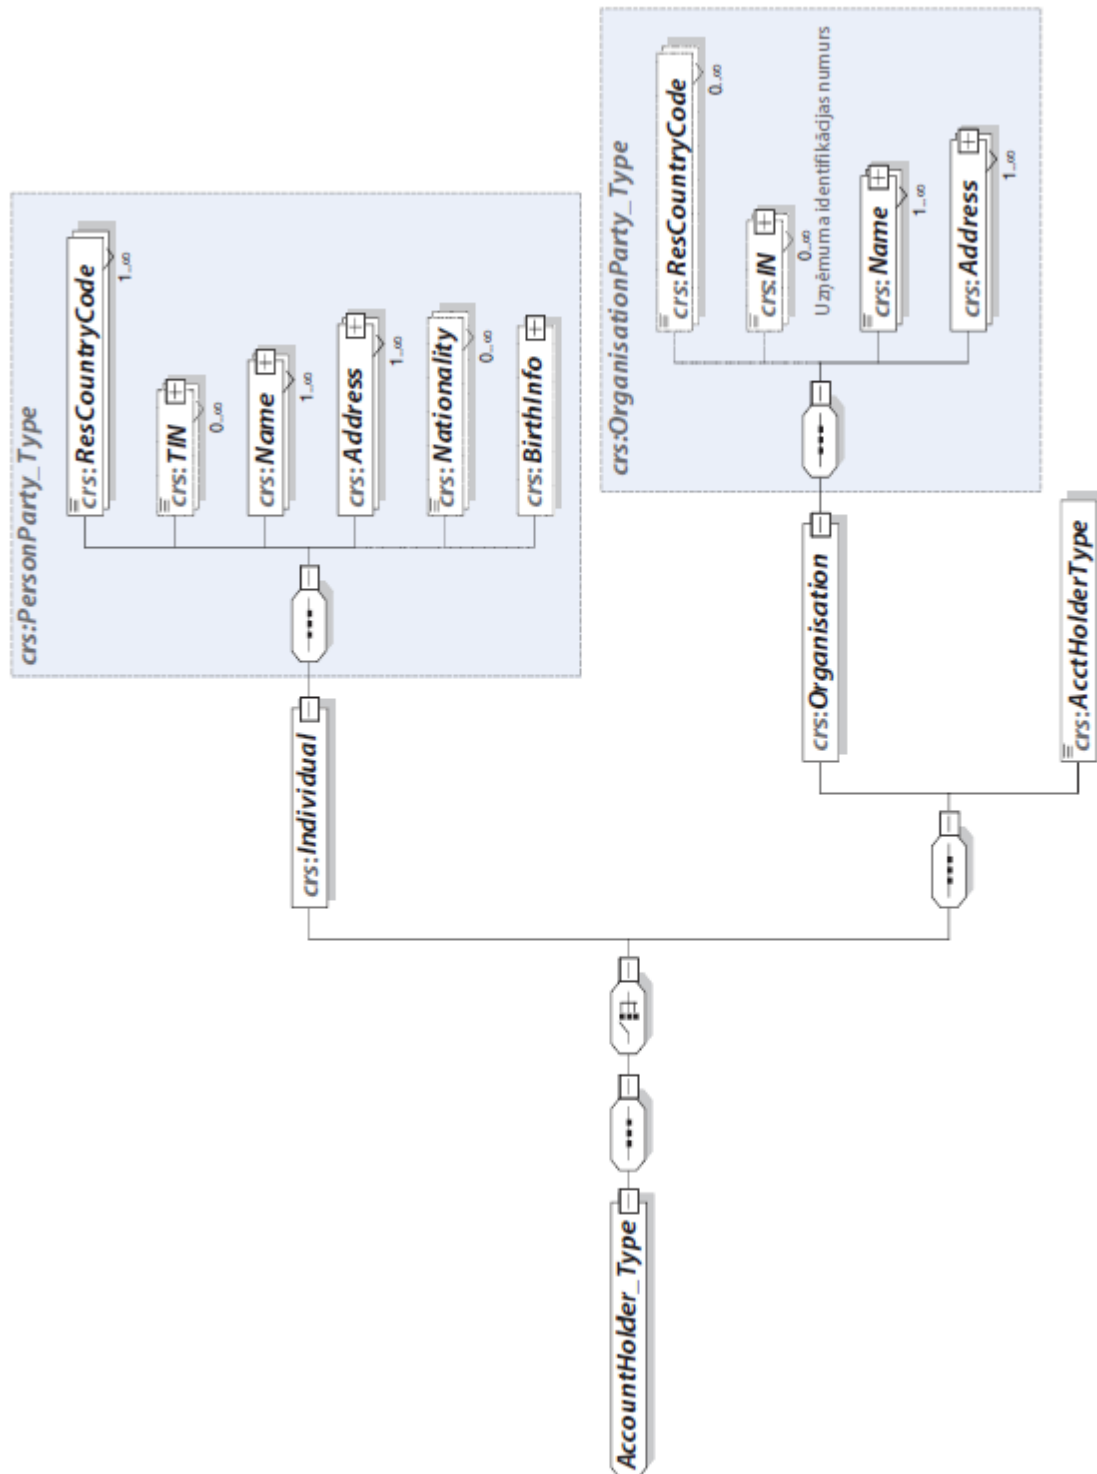 AccountHolder_Type
crs:Individual
crs:PersonParty_Type
crs:ResCountryCode
1..∞
crs:TIN
0..∞
crs:Name
1..∞
crs:Address
1..∞
crs:Nationality
0..∞
crs:BirthInfo
crs:Organisation
crs:OrganisationParty_Type
crs:ResCountryCode
0..∞
crs:IN
0..∞
Uzņēmuma identifikācijas numurs
crs:Name
1..∞
crs:Address
1..∞
crs:AcctHolderType